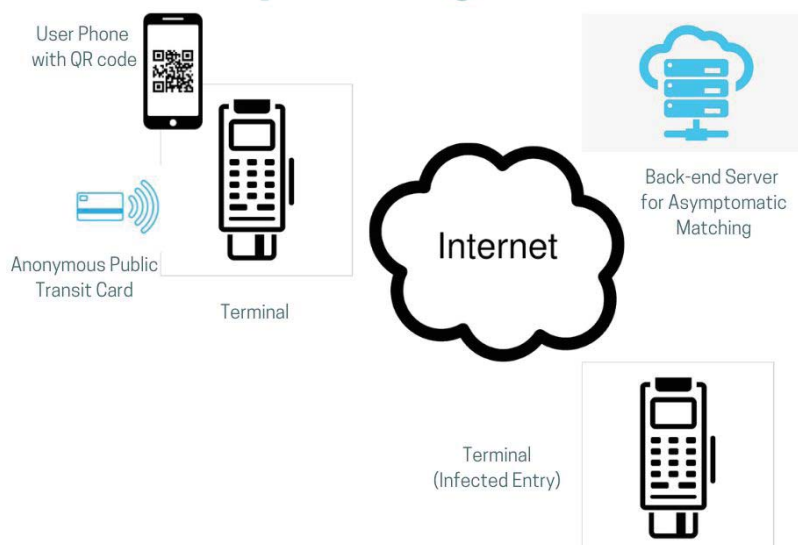 User Phone
with QR code
Anonymous Public
Transit Card
Terminal
Internet
Back-end Server
for Asymptomatic
Matching
Terminal
(Infected Entry)